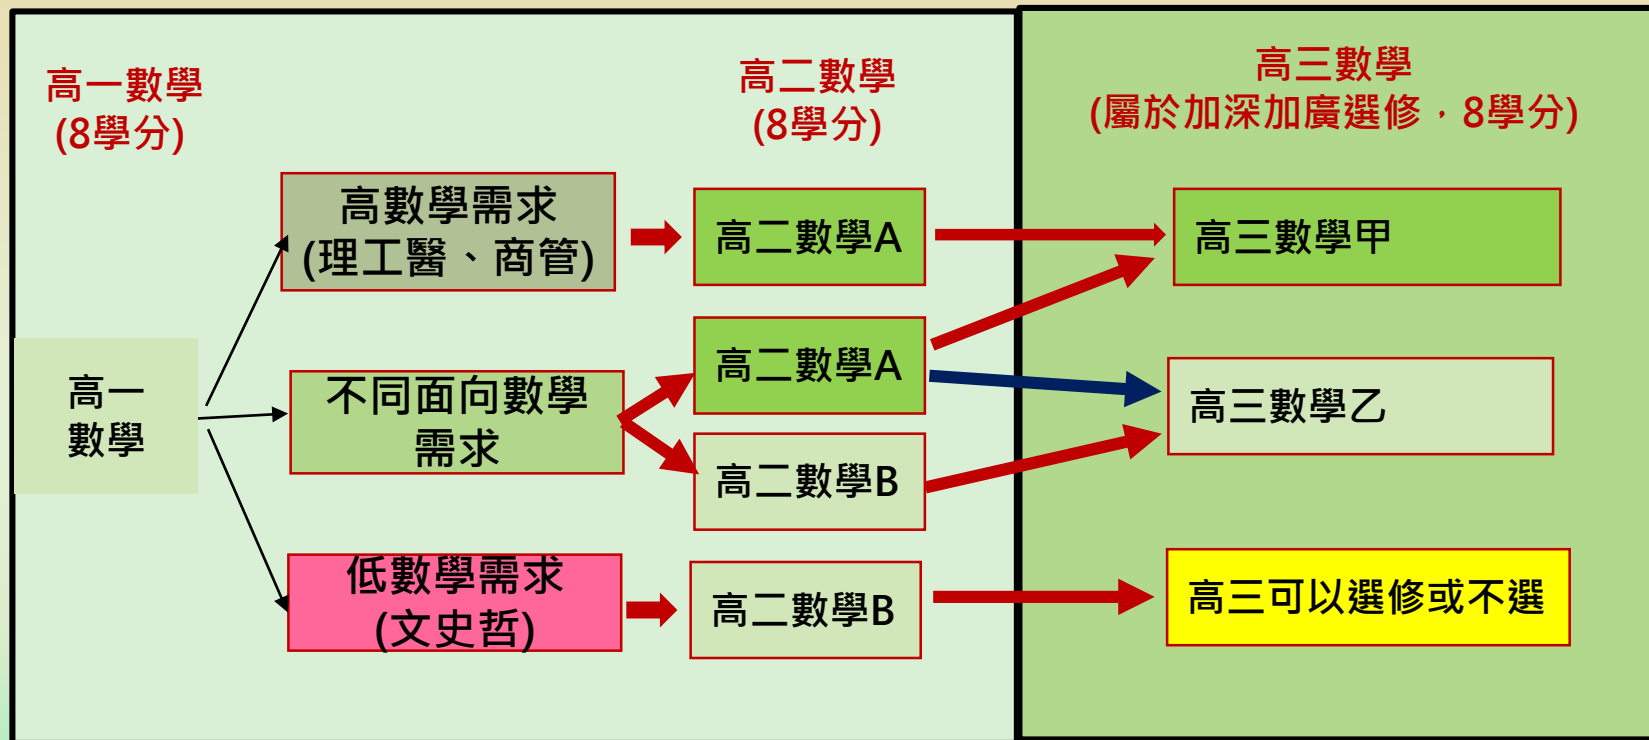 高一數學
(8學分)
高二數學
(8學分)
高三數學
(屬於加深加廣選修，8學分)
高一
數學
高數學需求
(理工醫、商管)
高二數學A
高三數學甲
不同面向數學
需求
高二數學A
高二數學B
高三數學乙
低數學需求
(文史哲)
高二數學B
高三可以選修或不選